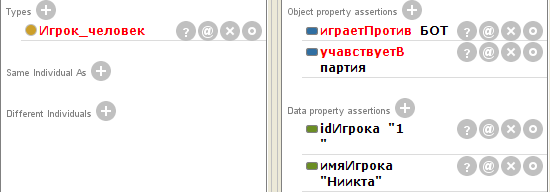 Types
Игрок_человек
Same Individual As
Different Individuals
Object property assertions
играетПротив БОТ
учавствуетВ
партия
Data property assertions
idИгрока "1
"
имяИгрока
"Ниикта"